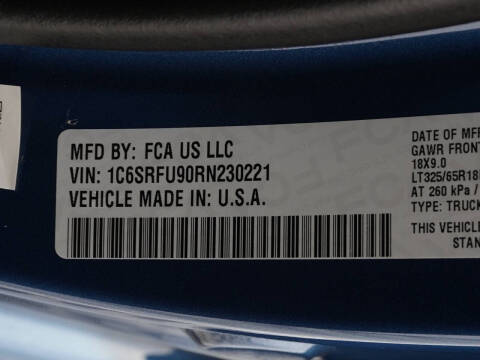 MFD BY: FCA US LLC
VIN: 1C6SRFU90RN230221
VEHICLE MADE IN: U.S.A.
DATE OF MF
GAWR FRONT
18X9.0
LT325/65R18
AT 260 kPa /
TYPE: TRUCK
THIS VEHICLE
STAN